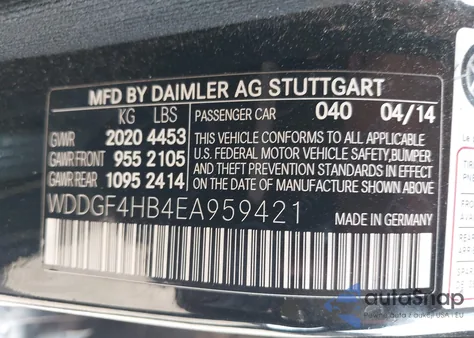 MFD BY DAIMLER AG STUTTGART
KG LBS PASSENGER CAR 040 04/14
GVWR 2020 4453 THIS VEHICLE CONFORMS TO ALL APPLICABLE
GAWR FRONT 955 2105 U.S. FEDERAL MOTOR VEHICLE SAFETY, BUMPER
GAWR REAR 1095 2414 AND THEFT PREVENTION STANDARDS IN EFFECT
ON THE DATE OF MANUFACTURE SHOWN ABOVE.
WDDGF4HB4EA959421 MADE IN GERMANY
autoSnap